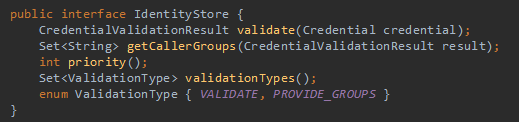 public interface IdentityStore {
    CredentialValidationResult validate(Credential credential);
    Set<String> getCallerGroups(CredentialValidationResult result);
    int priority();
    Set<ValidationType> validationTypes();
    enum ValidationType { VALIDATE, PROVIDE_GROUPS }
}